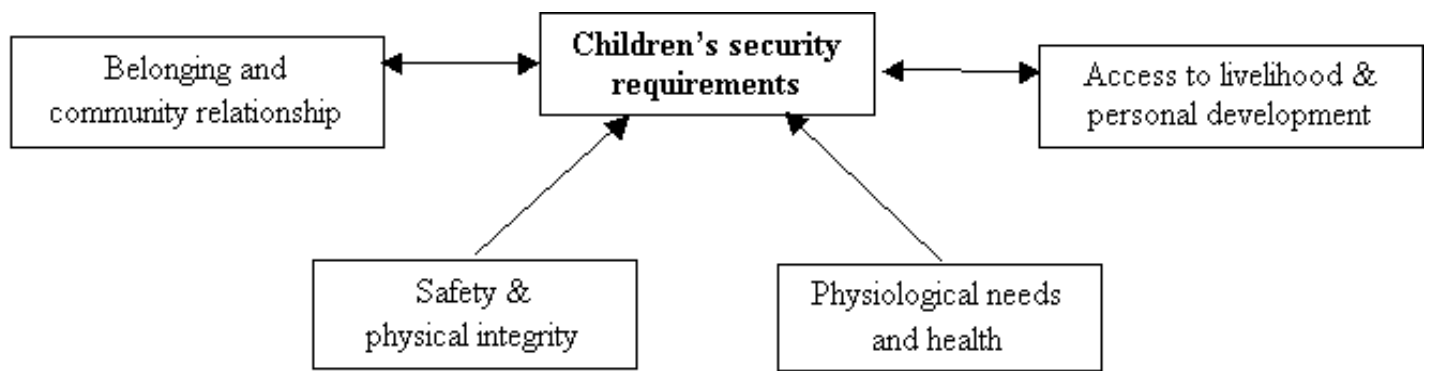 Children's security
requirements
Belonging and
community relationship
Access to livelihood &
personal development
Safety &
physical integrity
Physiological needs
and health